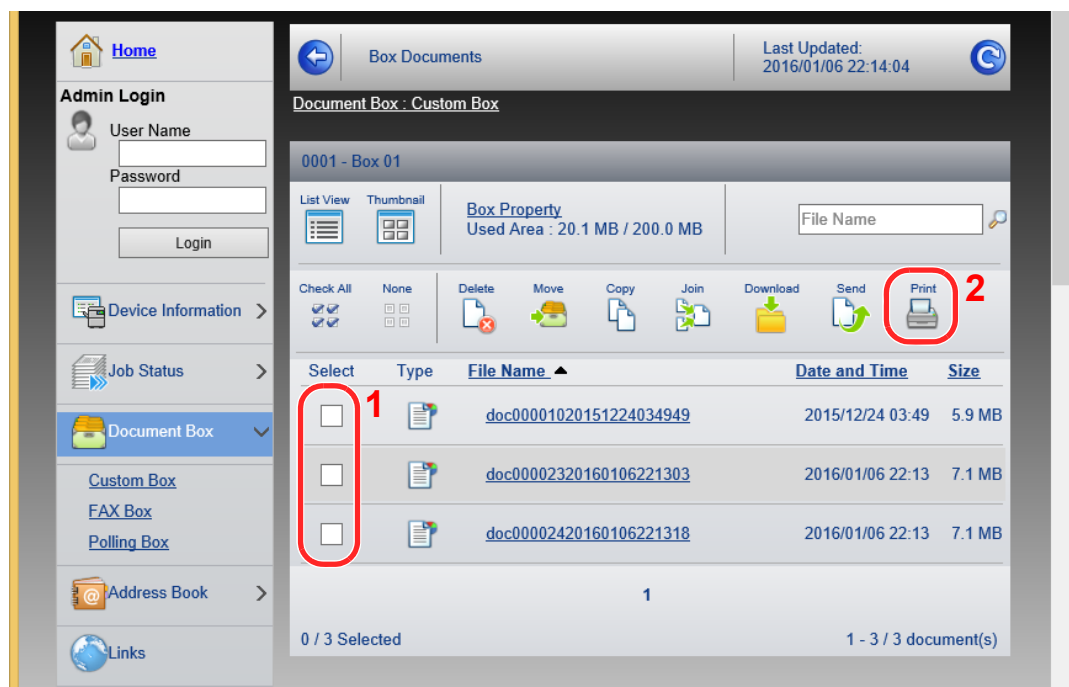 Home
Admin Login
User Name
Password
Login
Device Information
Job Status
Document Box
Custom Box
FAX Box
Polling Box
Address Book
Links
Box Documents
Last Updated:
2016/01/06 22:14:04
Document Box : Custom Box
0001 - Box 01
List View Thumbnail
Box Property
Used Area : 20.1 MB / 200.0 MB
File Name
Check All None Delete Move Copy Join Download Send Print 2
Select Type File Name Date and Time Size
1
doc00001020151224034949 2015/12/24 03:49 5.9 MB
doc00002320160106221303 2016/01/06 22:13 7.1 MB
doc00002420160106221318 2016/01/06 22:13 7.1 MB
1
0 / 3 Selected 1 - 3 / 3 document(s)